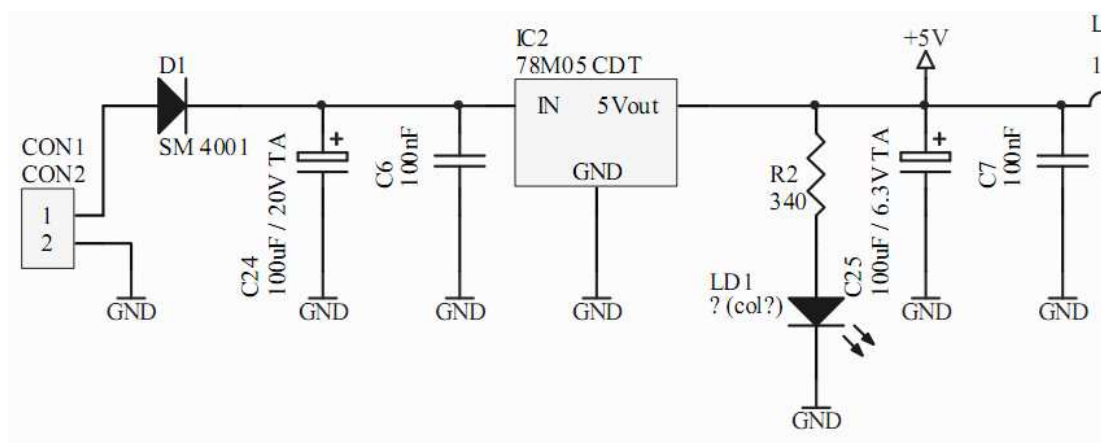 IC2
78M05 CDT
+5V
L
1
D1
SM 4001
IN
5Vout
GND
CON1
CON2
1
2
GND
C24
100uF / 20V TA
GND
C6
100nF
GND
GND
R2
340
LD1
? (col?)
GND
C25
100uF / 6.3V TA
GND
C7
100nF
GND